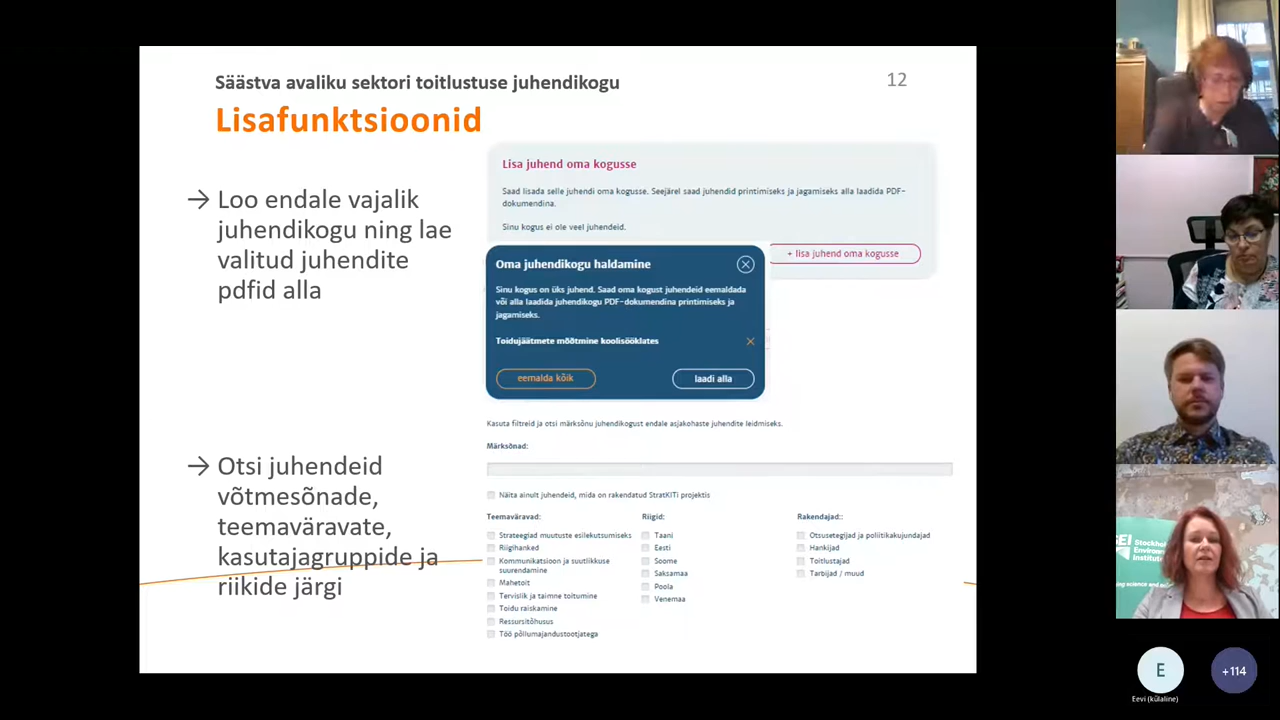 Säästva avaliku sektori toitlustuse juhendikogu
12
Lisafunktsioonid
→ Loo endale vajalik
juhendikogu ning lae
valitud juhendite
pdfid alla
→ Otsi juhendeid
võtmesõnade,
teemaväravate,
kasutajagruppide ja
riikide järgi
Lisa juhend oma kogusse
Saad lisada selle juhendi oma kogusse. Seejärel saad juhendid printimiseks ja jagamiseks alla laadida PDF-
dokumendina.
Sinu kogus ei ole veel juhendeid.
+ lisa juhend oma kogusse
Oma juhendikogu haldamine
Sinu kogus on üks juhend. Saad oma kogust juhendeid eemaldada
või alla laadida juhendikogu PDF-dokumendina printimiseks ja
jagamiseks.
Toidujäätmete mõõtmine koolisööklates
eemalda kõik
laadi alla
Kasuta filtreid ja otsi märksõnu juhendikogust endale asjakohaste juhendite leidmiseks.
Märksõnad:
Näita ainult juhendeid, mida on rakendatud StratKITi projektis
Teemaväravad:
Strateegiad muutuste esilekutsumiseks
Riigihanked
Kommunikatsioon ja suutlikkuse
suurendamine
Mahetoit
Tervislik ja taimne toitumine
Toidu raiskamine
Ressursitõhusus
Töö põllumajandustootjatega
Riigid:
Taani
Eesti
Soome
Saksamaa
Poola
Venemaa
Rakendajad::
Otsusetegijad ja poliitikakujundajad
Hankijad
Toitlustajad
Tarbijad / muud
SEI Stockholm
Environ
Institute
E
Eevi (külaline)
+114